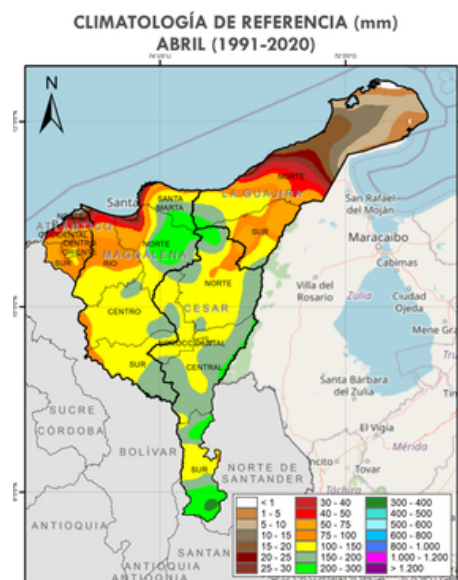 CLIMATOLOGÍA DE REFERENCIA (mm)
ABRIL (1991-2020)
N
NORTE
LA GUAJIRA
SANTA
MARTA
Santa
ATLÁNTICO
NORTE
SUR
San Rafael
del Moján
Maracaibo
Cabimas
CENTRO
SUR
RIO
MAGDALENA
NORTE
Villa del
Rosario
Zulia
Ciudad
Ojeda
Mene Gra
CESAR
CENTRO
CENTRAL
SUR
Santa Bárbara
del Zulia
SUCRE
CÓRDOBA
El Vigía
Mérida
BOLÍVAR
SUR
NORTE DE
SANTANDER
Tovar
Táchira
ANTIOQUIA
SANTAN
< 1
1 - 5
5 - 10
10 - 15
15 - 20
20 - 25
25 - 30
30 - 40
40 - 50
50 - 75
75 - 100
100 - 150
150 - 200
200 - 300
300 - 400
400 - 500
500 - 600
600 - 800
800 - 1.000
1.000 - 1.200
> 1.200